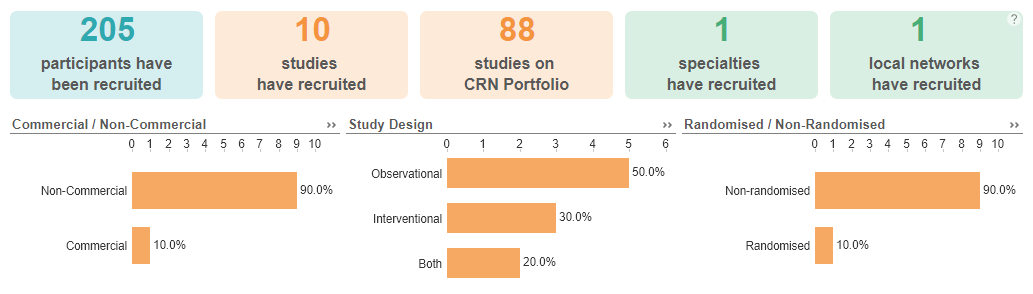 205
participants have
been recruited
10
studies
have recruited
88
studies on
CRN Portfolio
1
specialties
have recruited
1
local networks
have recruited
?
Commercial / Non-Commercial ››
0 1 2 3 4 5 6 7 8 9 10
Non-Commercial 90.0%
Commercial 10.0%
Study Design ››
0 1 2 3 4 5 6
Observational 50.0%
Interventional 30.0%
Both 20.0%
Randomised / Non-Randomised ››
0 1 2 3 4 5 6 7 8 9 10
Non-randomised 90.0%
Randomised 10.0%